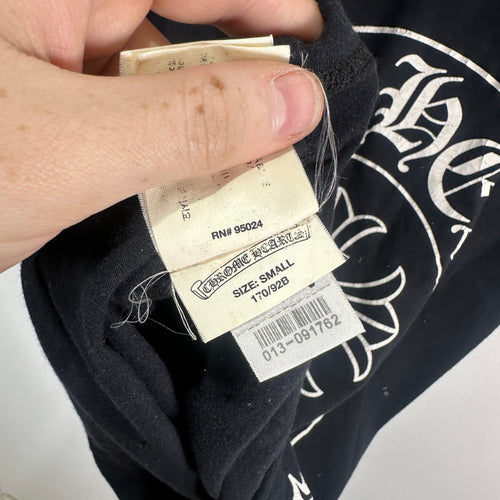 RN# 95024
CHROME HEARTS
SIZE: SMALL
170/92B
013-091762
H
C